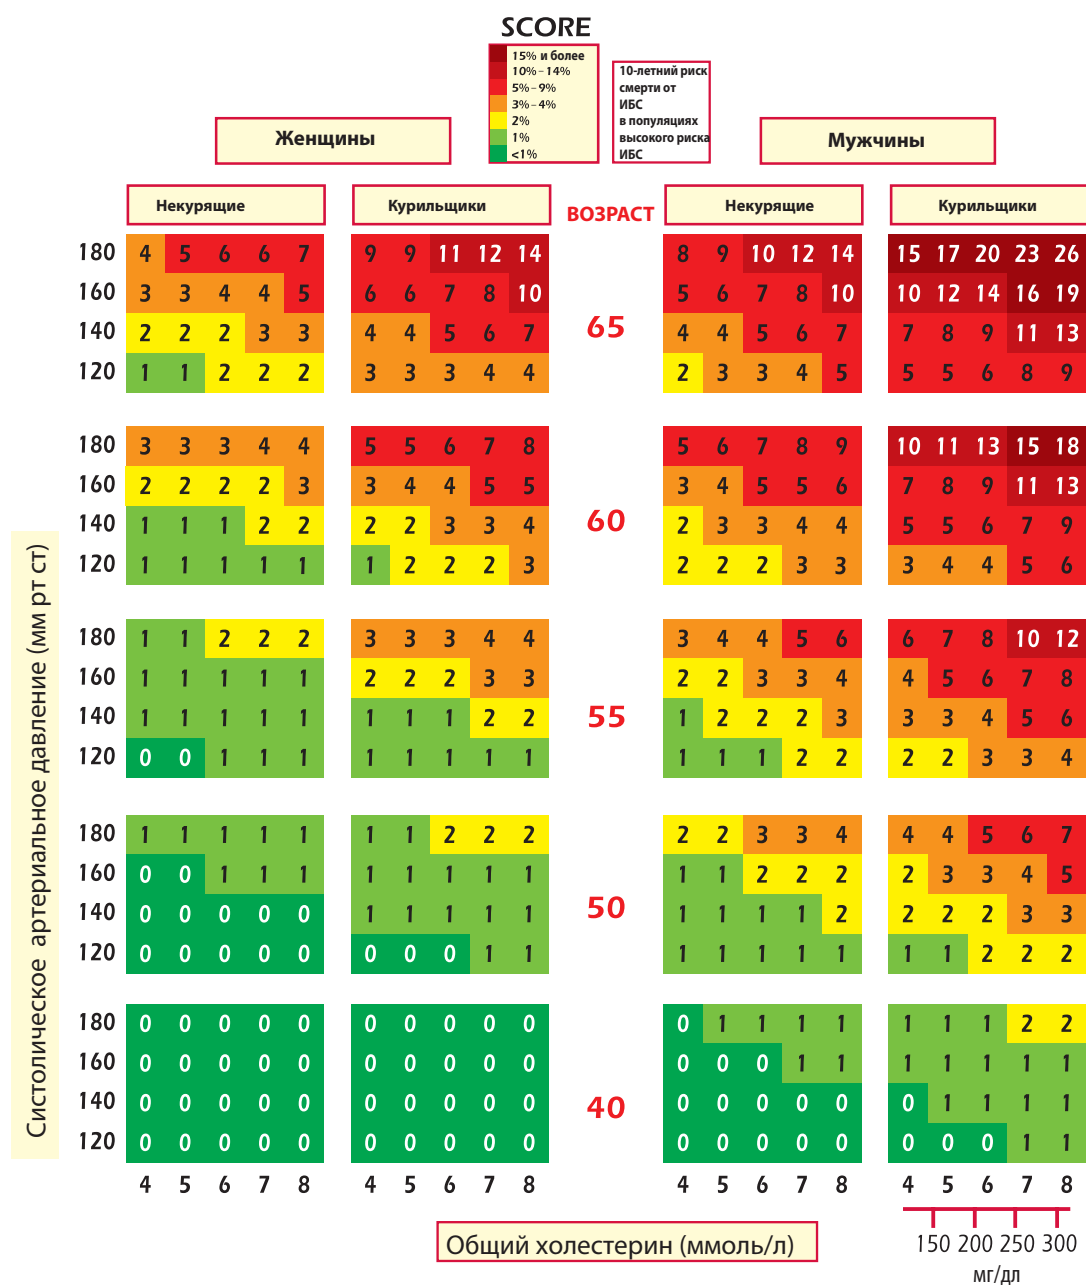 SCORE
15% и более
10%–14%
5%–9%
3%–4%
2%
1%
<1%
10-летний риск
смерти от
ИБС
в популяциях
высокого риска
ИБС
Женщины
Мужчины
Некурящие
Курильщики
ВОЗРАСТ
Некурящие
Курильщики
180 4 5 6 6 7 9 9 11 12 14 8 9 10 12 14 15 17 20 23 26
160 3 3 4 4 5 6 6 7 8 10 5 6 7 8 10 10 12 14 16 19
65
140 2 2 2 3 3 4 4 5 6 7 4 4 5 6 7 7 8 9 11 13
120 1 1 2 2 2 3 3 3 4 4 2 3 3 4 5 5 5 6 8 9
180 3 3 3 4 4 5 5 6 7 8 5 6 7 8 9 10 11 13 15 18
160 2 2 2 2 3 3 4 4 5 5 3 4 5 5 6 7 8 9 11 13
60
140 1 1 1 2 2 2 2 3 3 4 2 3 3 4 4 5 5 6 7 9
120 1 1 1 1 1 1 2 2 2 3 2 2 2 3 3 3 4 4 5 6
180 1 1 2 2 2 3 3 3 4 4 3 4 4 5 6 6 7 8 10 12
160 1 1 1 1 1 2 2 2 3 3 2 2 3 3 4 4 5 6 7 8
55
140 1 1 1 1 1 1 1 1 2 2 1 2 2 2 3 3 3 4 5 6
120 0 0 1 1 1 1 1 1 1 1 1 1 1 2 2 2 2 3 3 4
180 1 1 1 1 1 1 1 2 2 2 2 2 3 3 4 4 4 5 6 7
160 0 0 1 1 1 1 1 1 1 1 1 1 2 2 2 2 3 3 4 5
50
140 0 0 0 0 0 1 1 1 1 1 1 1 1 1 2 2 2 2 3 3
120 0 0 0 0 0 0 0 0 1 1 1 1 1 1 1 1 1 2 2 2
180 0 0 0 0 0 0 0 0 0 0 0 1 1 1 1 1 1 1 2 2
160 0 0 0 0 0 0 0 0 0 0 0 0 0 1 1 1 1 1 1 1
40
140 0 0 0 0 0 0 0 0 0 0 0 0 0 0 0 0 1 1 1 1
120 0 0 0 0 0 0 0 0 0 0 0 0 0 0 0 0 0 0 1 1
4 5 6 7 8 4 5 6 7 8 4 5 6 7 8 4 5 6 7 8
Систолическое артериальное давление (мм рт ст)
Общий холестерин (ммоль/л)
150 200 250 300
мг/дл